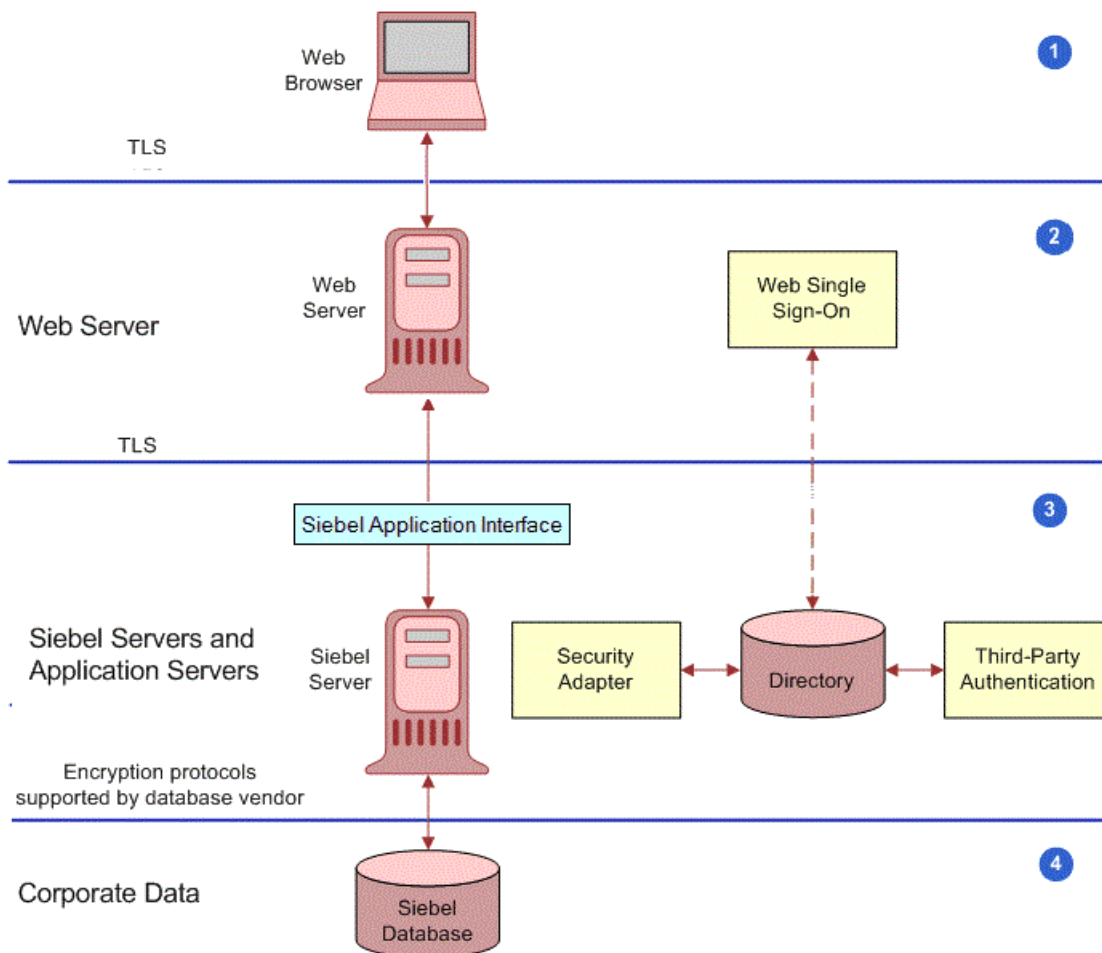 Web
Browser
1
TLS
2
Web Single
Sign-On
Web
Server
Web Server
TLS
3
Siebel Application Interface
Siebel Servers and
Application Servers
Siebel
Server
Security
Adapter
Directory
Third-Party
Authentication
Encryption protocols
supported by database vendor
4
Corporate Data
Siebel
Database